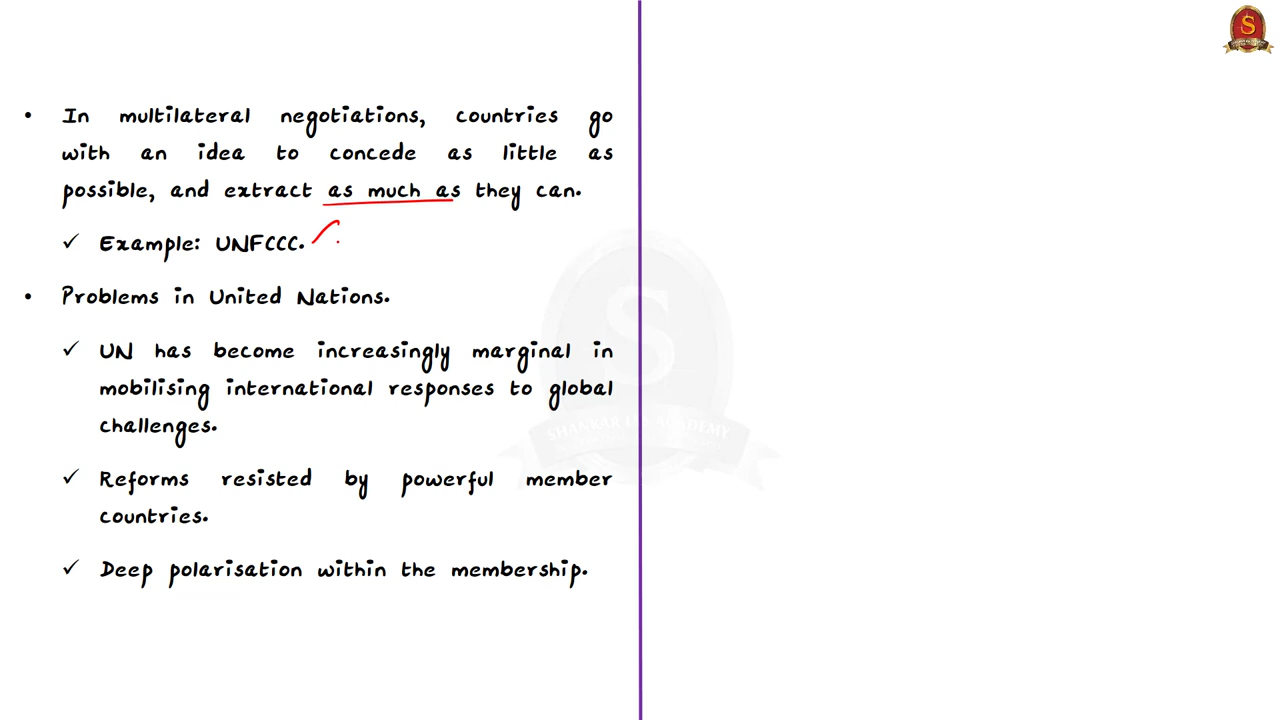 • In multilateral negotiations, countries go
with an idea to concede as little as
possible, and extract as much as they can.
✓ Example: UNFCCC.
• Problems in United Nations.
✓ UN has become increasingly marginal in
mobilising international responses to global
challenges.
✓ Reforms resisted by powerful member
countries.
✓ Deep polarisation within the membership.
S